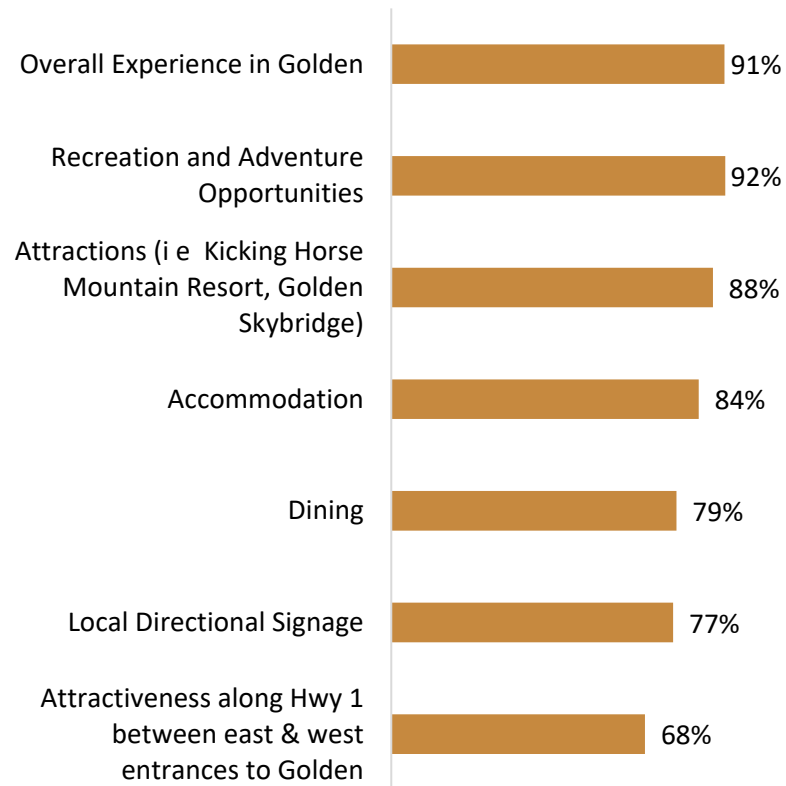 Overall Experience in Golden
91%
Recreation and Adventure
Opportunities
92%
Attractions (i e  Kicking Horse
Mountain Resort, Golden
Skybridge)
88%
Accommodation
84%
Dining
79%
Local Directional Signage
77%
Attractiveness along Hwy 1
between east & west
entrances to Golden
68%